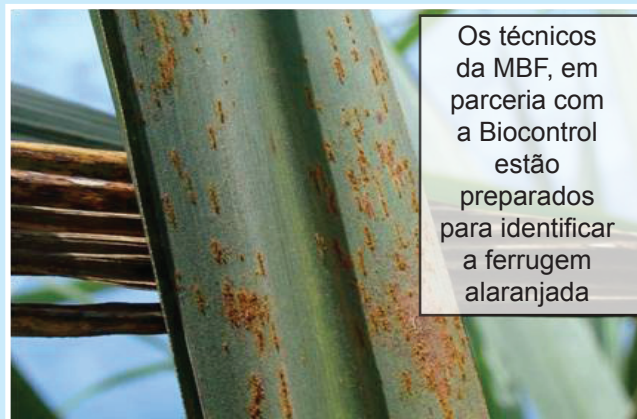 Os técnicos
da MBF, em
parceria com
a Biocontrol
estão
preparados
para identificar
a ferrugem
alaranjada